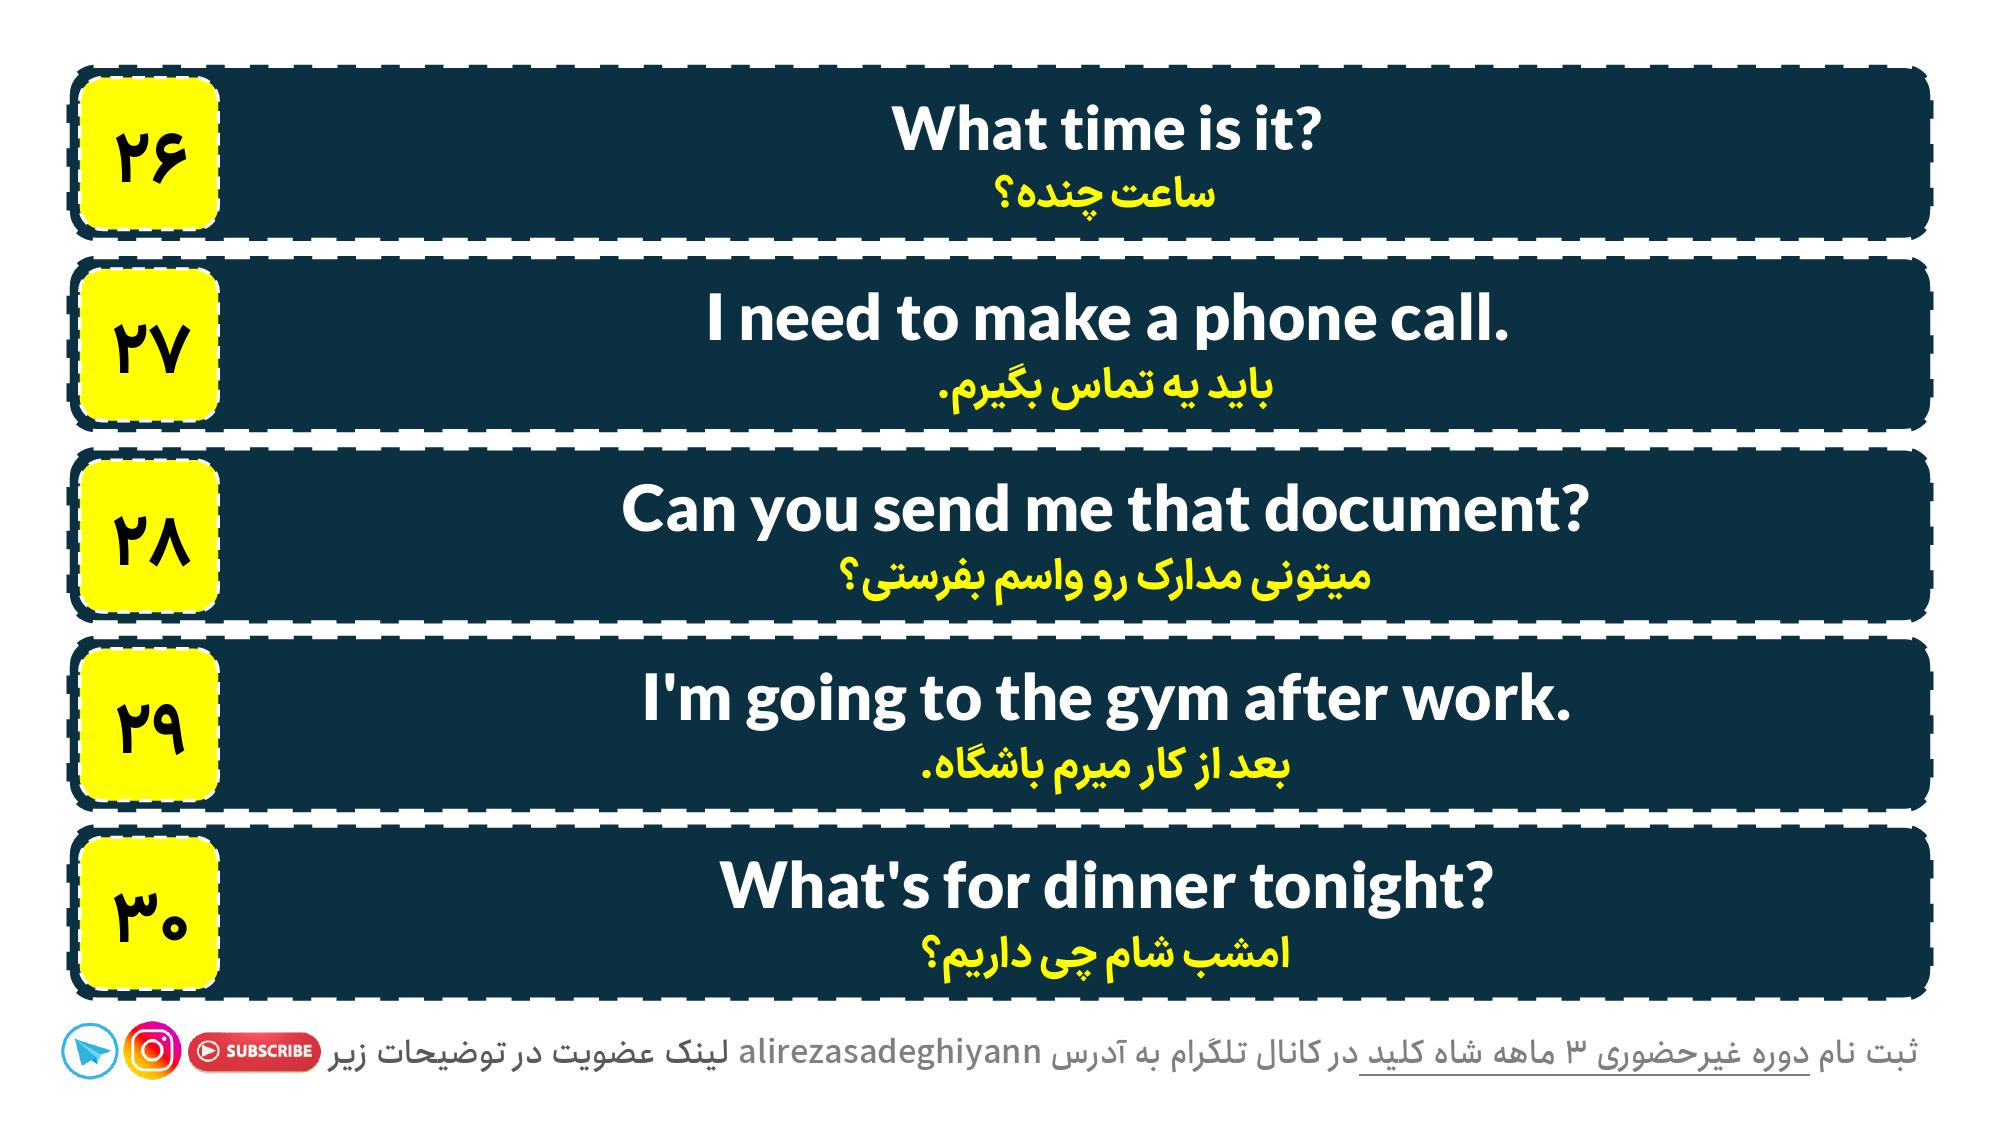 ۲۶
What time is it?
ساعت چنده؟
۲۷
I need to make a phone call.
باید یه تماس بگیرم.
۲۸
Can you send me that document?
میتونی مدارک رو واسم بفرستی؟
۲۹
I'm going to the gym after work.
بعد از کار میرم باشگاه.
۳۰
What's for dinner tonight?
امشب شام چی داریم؟
ثبت نام دوره غیرحضوری ۳ ماهه شاه کلید در کانال تلگرام به آدرس alirezasadeghiyann لینک عضویت در توضیحات زیر SUBSCRIBE